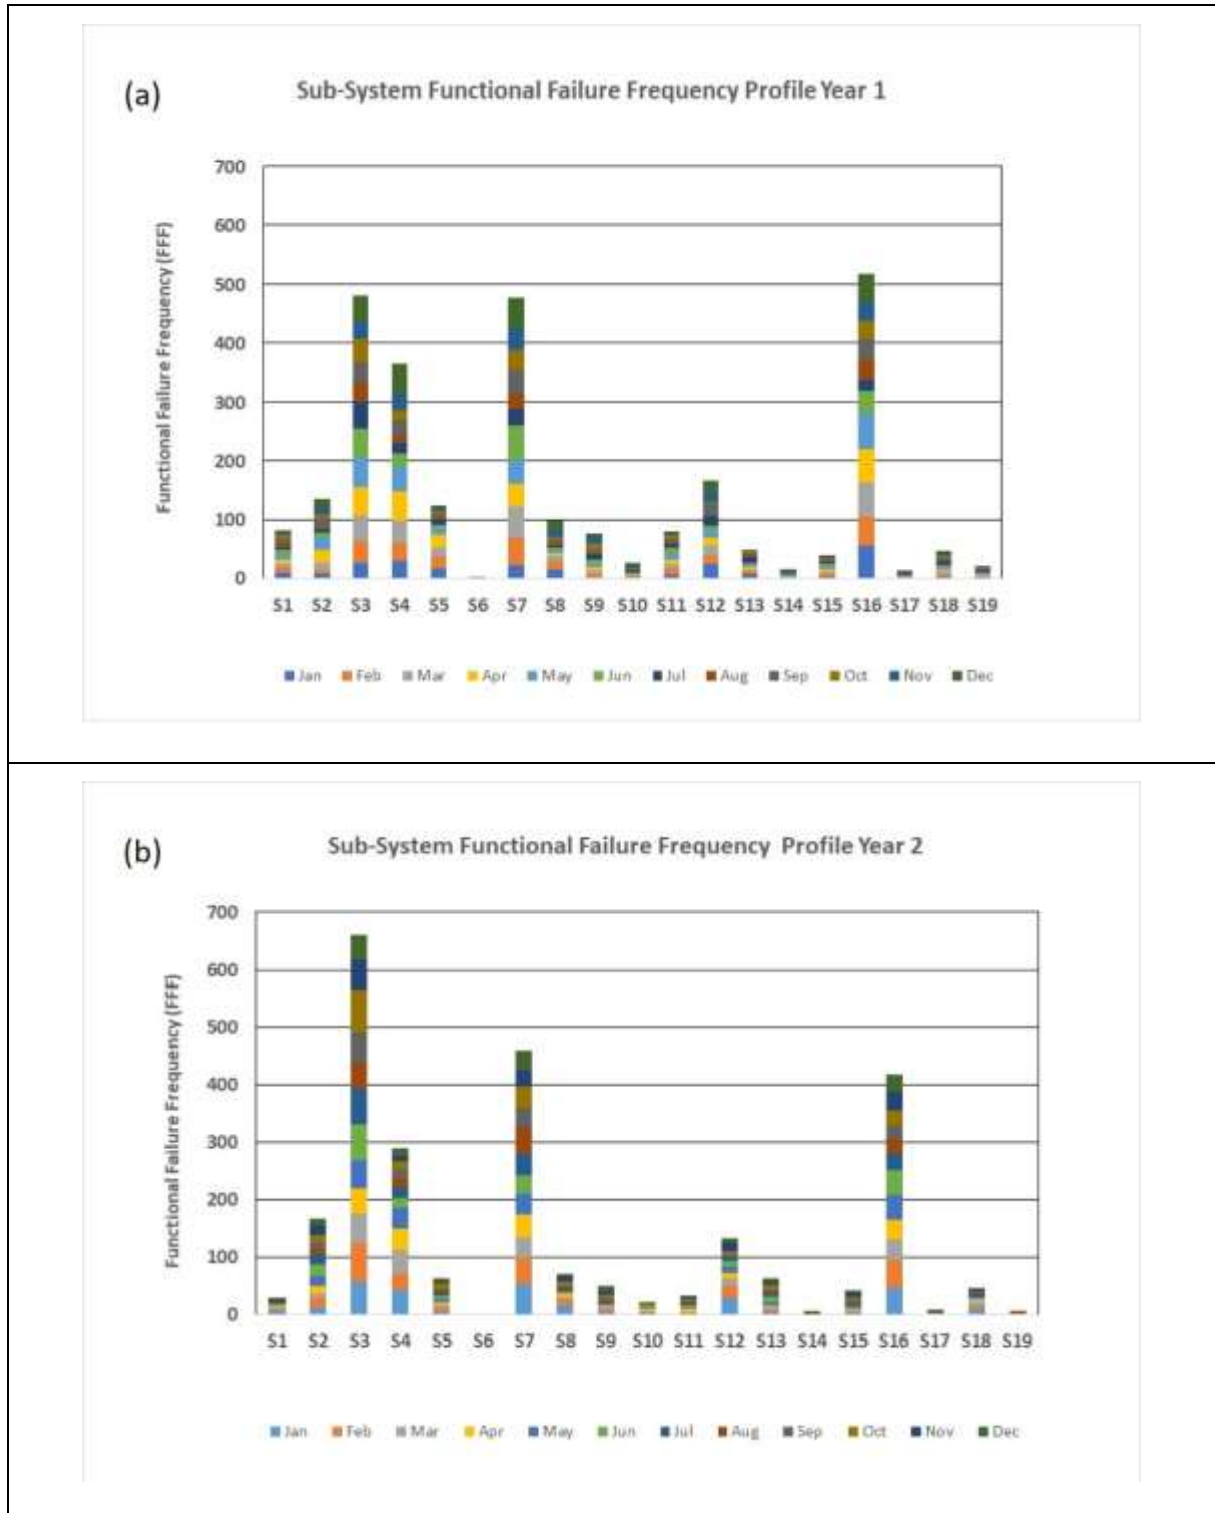 (a)
Sub-System Functional Failure Frequency Profile Year 1
Functional Failure Frequency (FFF)
700
600
500
400
300
200
100
0
S1 S2 S3 S4 S5 S6 S7 S8 S9 S10 S11 S12 S13 S14 S15 S16 S17 S18 S19
Jan Feb Mar Apr May Jun Jul Aug Sep Oct Nov Dec
(b)
Sub-System Functional Failure Frequency Profile Year 2
Functional Failure Frequency (FFF)
700
600
500
400
300
200
100
0
S1 S2 S3 S4 S5 S6 S7 S8 S9 S10 S11 S12 S13 S14 S15 S16 S17 S18 S19
Jan Feb Mar Apr May Jun Jul Aug Sep Oct Nov Dec